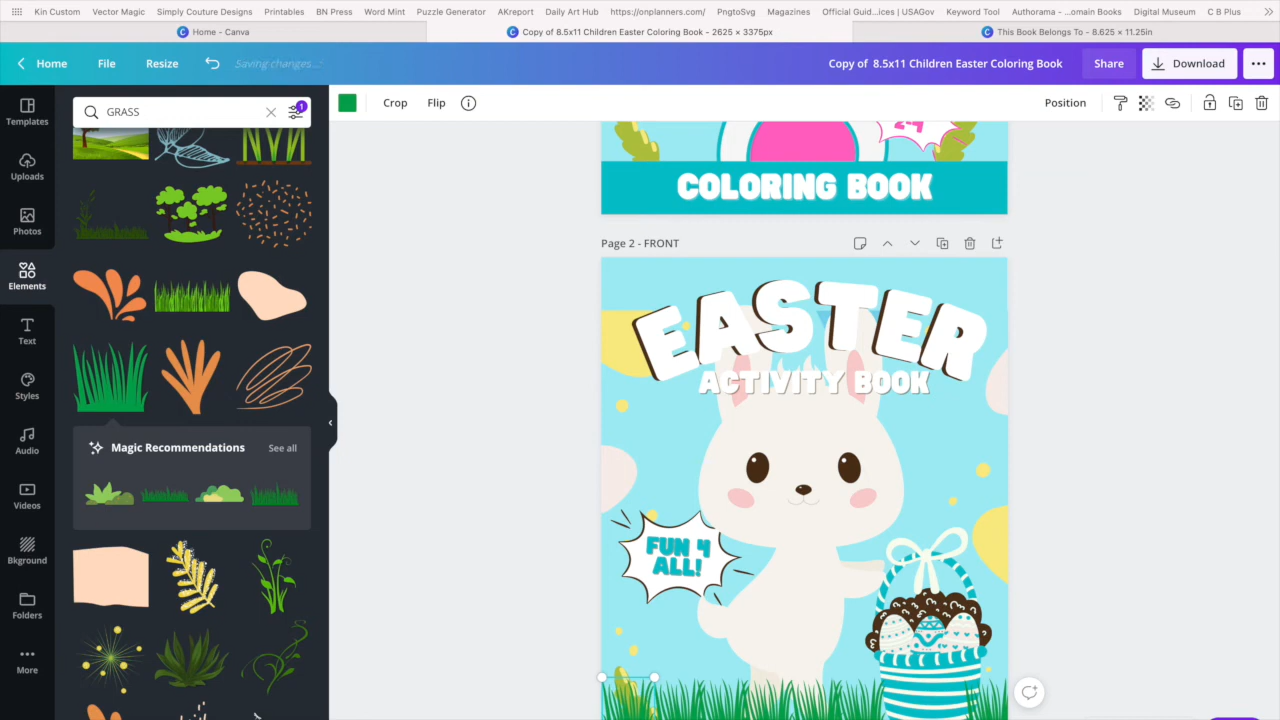 Kin Custom Vector Magic Simply Couture Designs Printables BN Press Word Mint Puzzle Generator AKreport Daily Art Hub https://onplanners.com/ PngtoSvg Magazines Official Guid...ices | USAGov Keyword Tool Authorama - ...omain Books Digital Museum C B Plus
Home - Canva
Copy of 8.5x11 Children Easter Coloring Book - 2625 × 3375px
This Book Belongs To - 8.625 × 11.25in
Home File Resize Saving changes... Copy of 8.5x11 Children Easter Coloring Book Share Download
GRASS
1
Crop Flip Position
Templates
Uploads
Photos
Elements
Text
Styles
Audio
Videos
Bkground
Folders
More
Magic Recommendations See all
24
COLORING BOOK
Page 2 - FRONT
EASTER
ACTIVITY BOOK
FUN 4
ALL!